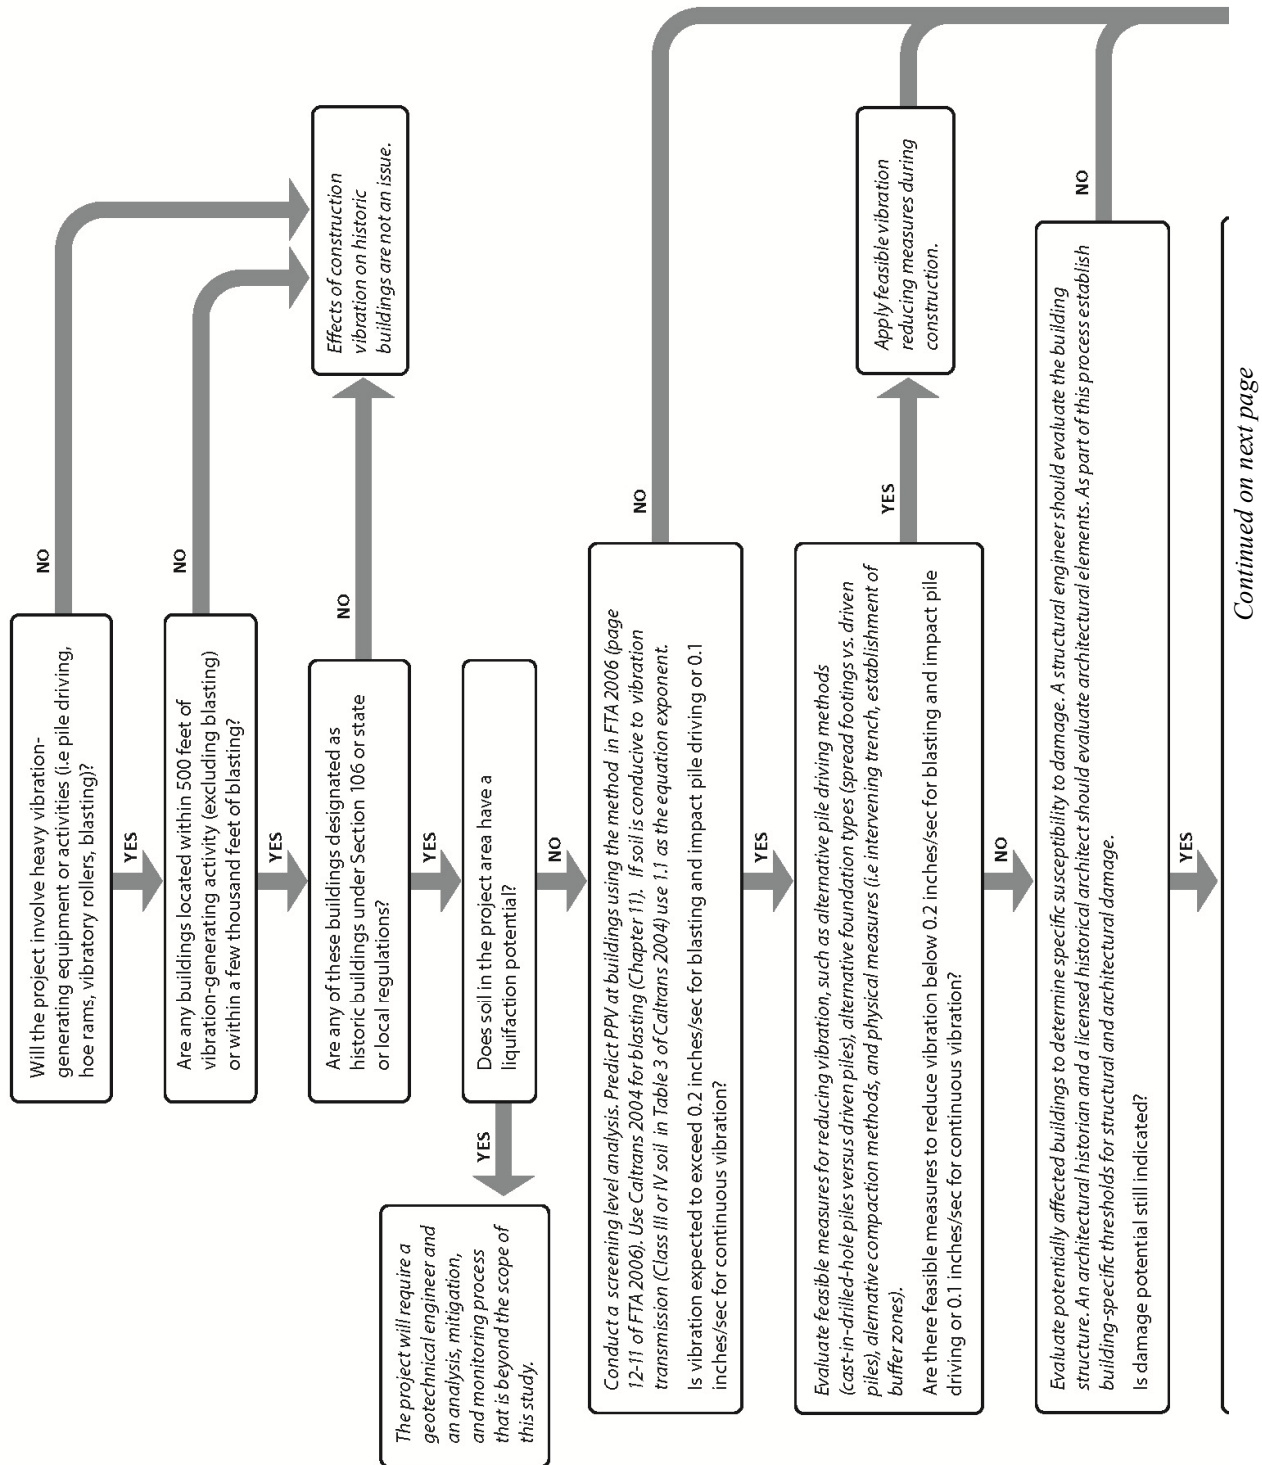 Will the project involve heavy vibration-
generating equipment or activities (i.e pile driving,
hoe rams, vibratory rollers, blasting)?
NO
YES
Are any buildings located within 500 feet of
vibration-generating activity (excluding blasting)
or within a few thousand feet of blasting?
NO
YES
Are any of these buildings designated as
historic buildings under Section 106 or state
or local regulations?
NO
Effects of construction
vibration on historic
buildings are not an issue.
YES
Does soil in the project area have a
liquifaction potential?
YES
The project will require a
geotechnical engineer and
an analysis, mitigation,
and monitoring process
that is beyond the scope of
this study.
NO
Conduct a screening level analysis. Predict PPV at buildings using the method in FTA 2006 (page
12-11 of FTA 2006). Use Caltrans 2004 for blasting (Chapter 11). If soil is conducive to vibration
transmission (Class III or IV soil in Table 3 of Caltrans 2004) use 1.1 as the equation exponent.
Is vibration expected to exceed 0.2 inches/sec for blasting and impact pile driving or 0.1
inches/sec for continuous vibration?
NO
YES
Evaluate feasible measures for reducing vibration, such as alternative pile driving methods
(cast-in-drilled-hole piles versus driven piles), alternative foundation types (spread footings vs. driven
piles), alernative compaction methods, and physical measures (i.e intervening trench, establishment of
buffer zones).
Are there feasible measures to reduce vibration below 0.2 inches/sec for blasting and impact pile
driving or 0.1 inches/sec for continuous vibration?
YES
Apply feasible vibration
reducing measures during
construction.
NO
Evaluate potentially affected buildings to determine specific susceptibility to damage. A structural engineer should evaluate the building
structure. An architectural historian and a licensed historical architect should evaluate architectural elements. As part of this process establish
building-specific thresholds for structural and architectural damage.
Is damage potential still indicated?
NO
YES
Continued on next page